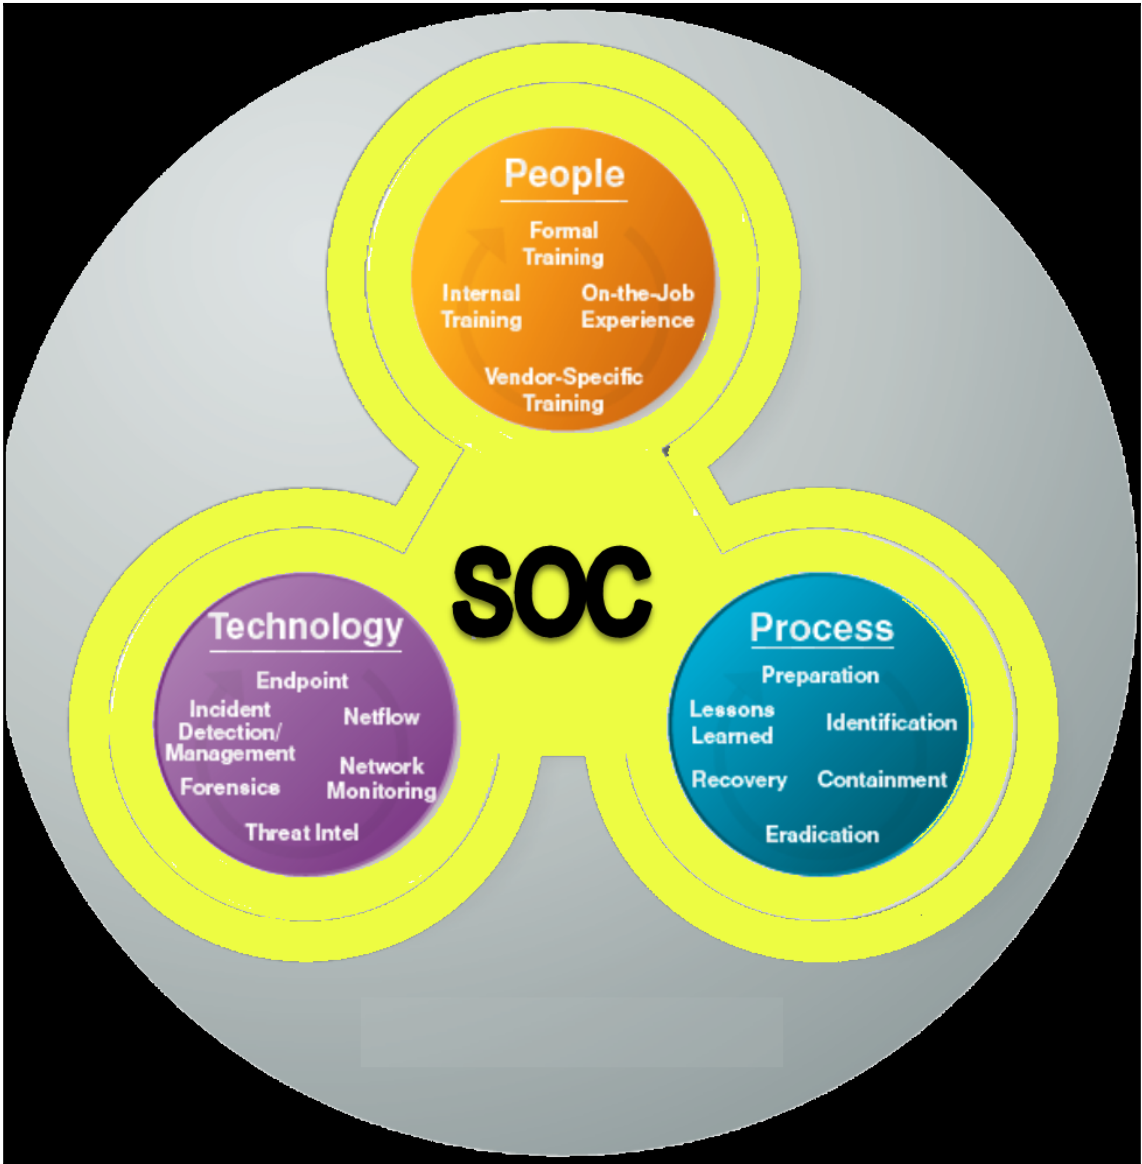 People
Formal
Training
Internal
Training
On-the-Job
Experience
Vendor-Specific
Training
SOC
Technology
Endpoint
Incident
Detection/
Management
Netflow
Forensics
Network
Monitoring
Threat Intel
Process
Preparation
Lessons
Learned
Identification
Recovery
Containment
Eradication